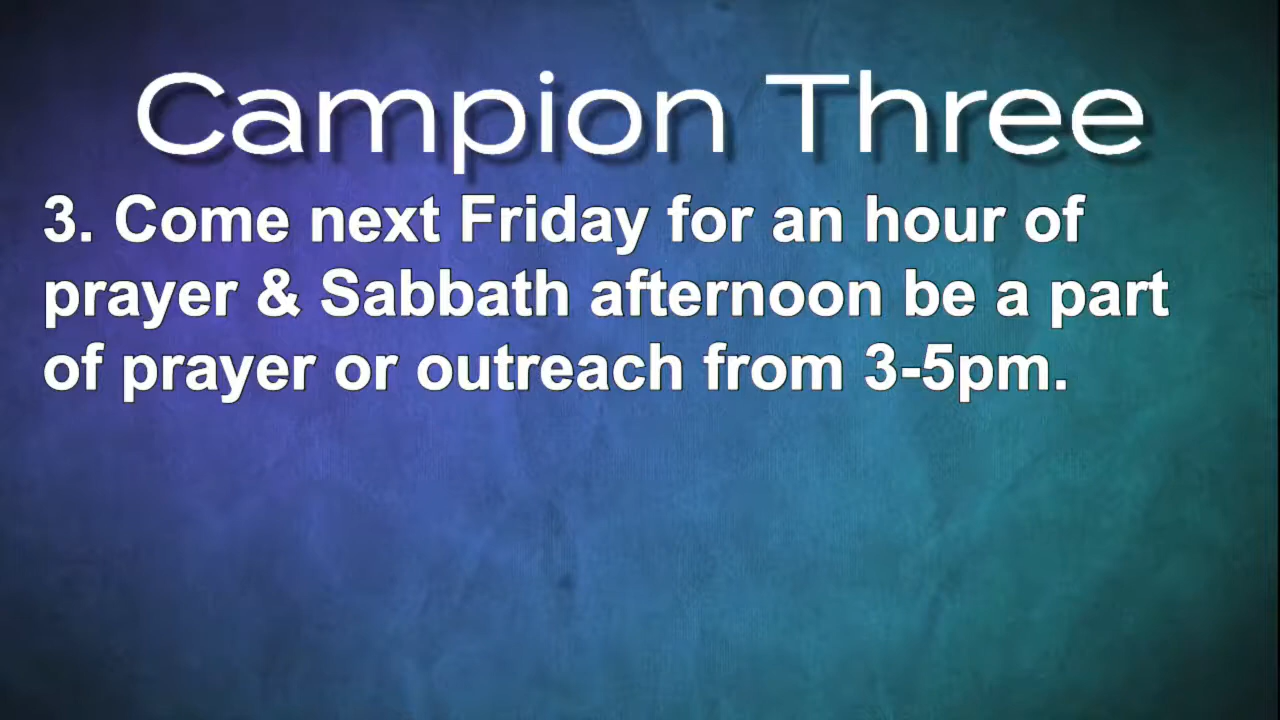 Campion Three
3. Come next Friday for an hour of
prayer & Sabbath afternoon be a part
of prayer or outreach from 3-5pm.